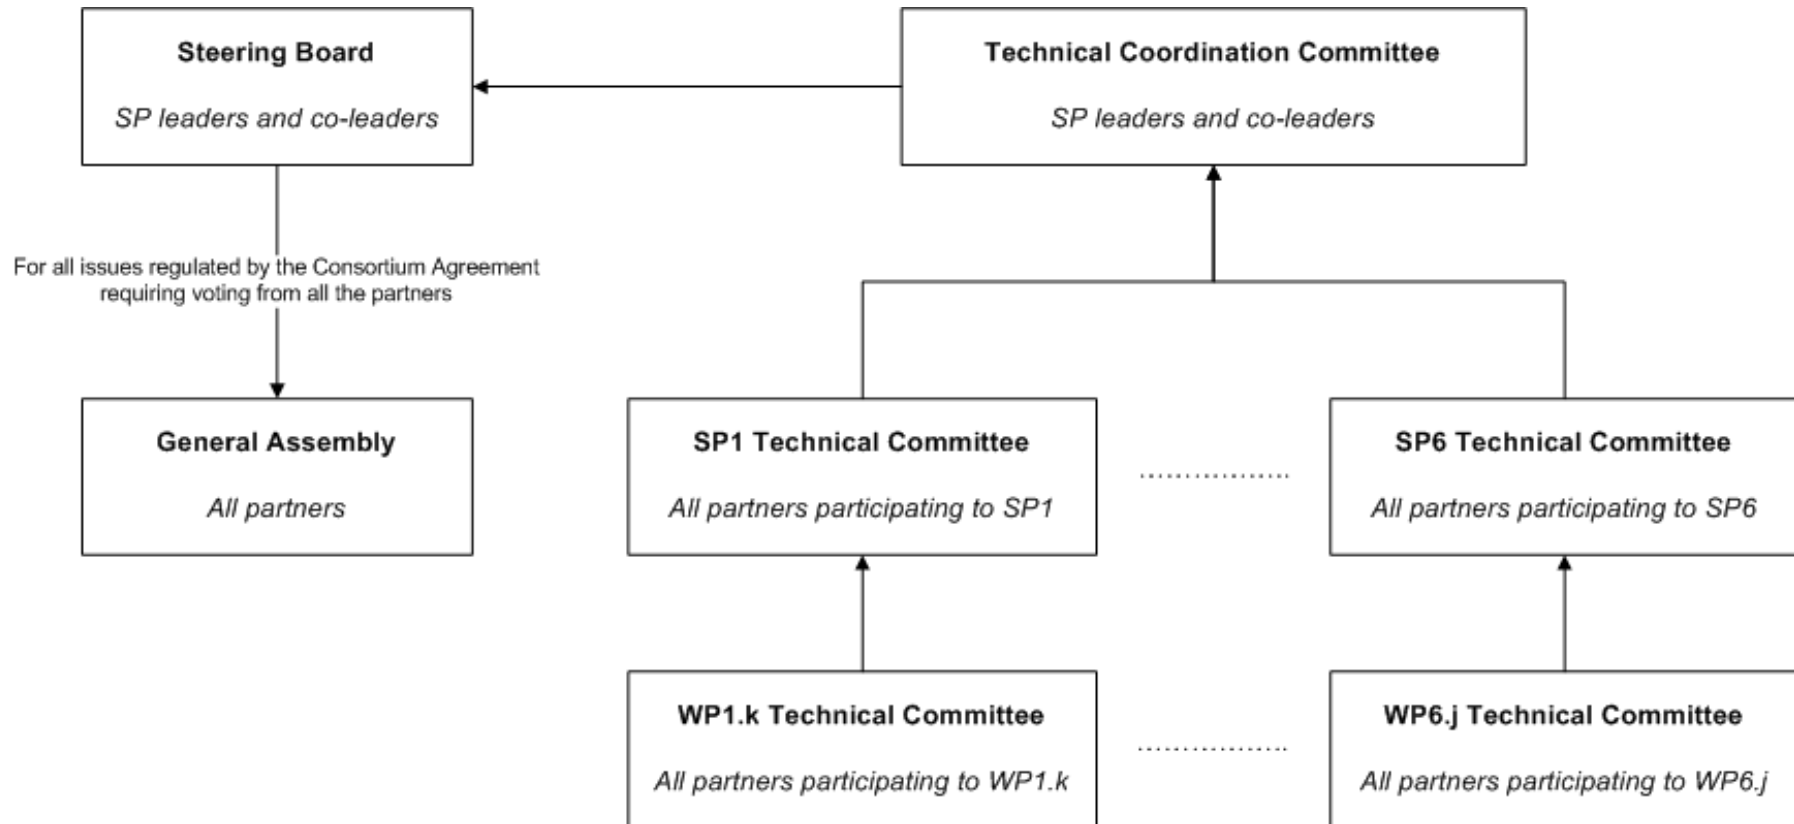 Steering Board
SP leaders and co-leaders
Technical Coordination Committee
SP leaders and co-leaders
For all issues regulated by the Consortium Agreement
requiring voting from all the partners
General Assembly
All partners
SP1 Technical Committee
All partners participating to SP1
SP6 Technical Committee
All partners participating to SP6
WP1.k Technical Committee
All partners participating to WP1.k
WP6.j Technical Committee
All partners participating to WP6.j